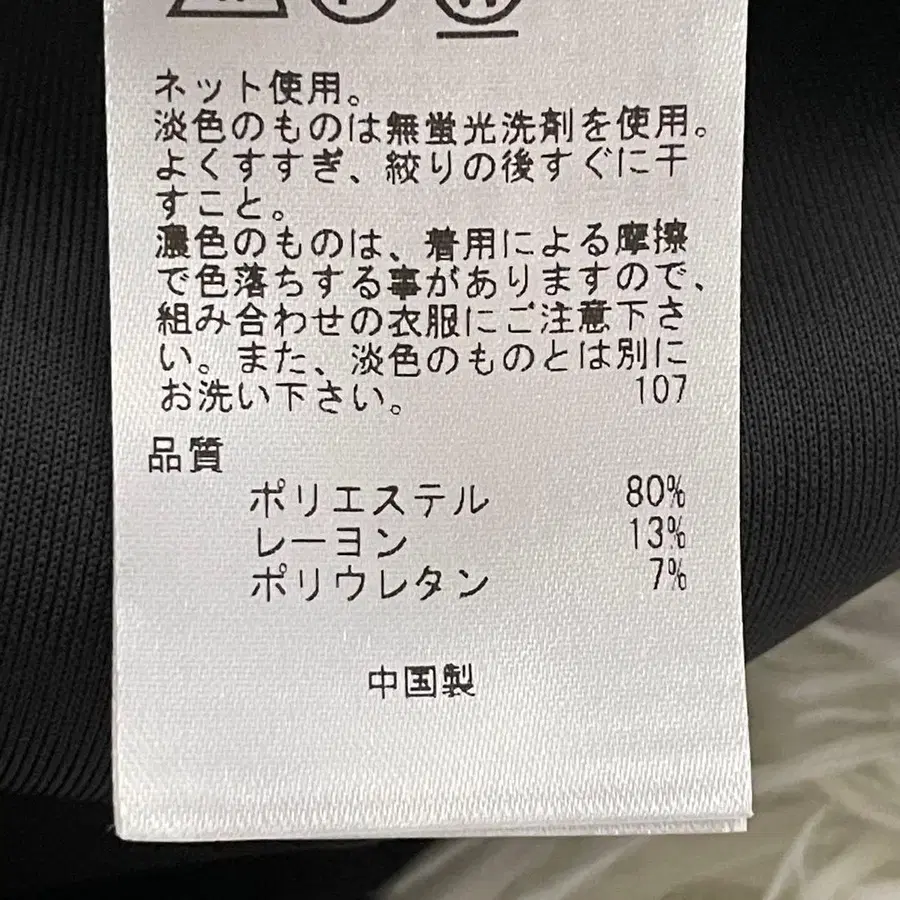 ネット使用。
淡色のものは無蛍光洗剤を使用。
よくすすぎ、絞りの後すぐに干
すこと。
濃色のものは、着用による摩擦
で色落ちする事がありますので、
組み合わせの衣服にご注意下さ
い。また、淡色のものとは別に
お洗い下さい。 107
品質
ポリエステル 80%
レーヨン 13%
ポリウレタン 7%
中国製